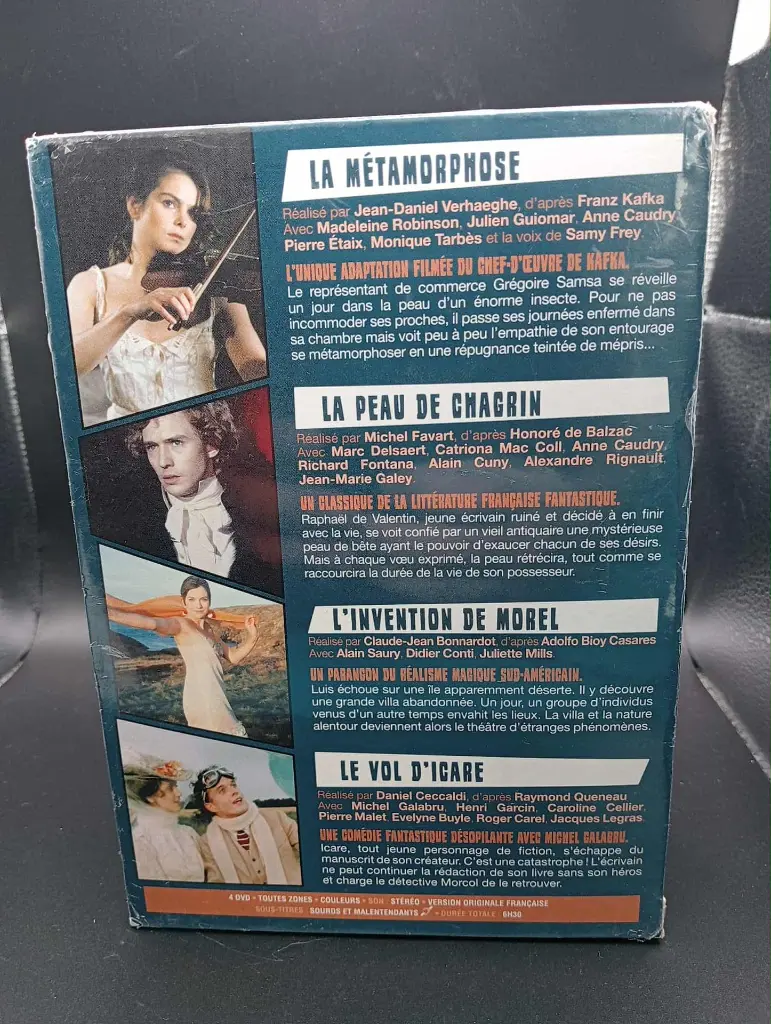 LA MÉTAMORPHOSE
Réalisé par Jean-Daniel Verhaeghe, d'après Franz Kafka
Avec Madeleine Robinson, Julien Guiomar, Anne Caudry
Pierre Étaix, Monique Tarbès et la voix de Samy Frey.
L'UNIQUE ADAPTATION FILMÉE DU CHEF-D'ŒUVRE DE KAFKA.
Le représentant de commerce Grégoire Samsa se réveille
un jour dans la peau d'un énorme insecte. Pour ne pas
incommoder ses proches, il passe ses journées enfermé dans
sa chambre mais voit peu à peu l'empathie de son entourage
se métamorphoser en une répugnance teintée de mépris...
LA PEAU DE CHAGRIN
Réalisé par Michel Favart, d'après Honoré de Balzac
Avec Marc Delsaert, Catriona Mac Coll, Anne Caudry,
Richard Fontana, Alain Cuny, Alexandre Rignault,
Jean-Marie Galey.
UN CLASSIQUE DE LA LITTÉRATURE FRANÇAISE FANTASTIQUE.
Raphaël de Valentin, jeune écrivain ruiné et décidé à en finir
avec la vie, se voit confié par un vieil antiquaire une mystérieuse
peau de bête ayant le pouvoir d'exaucer chacun de ses désirs.
Mais à chaque vœu exprimé, la peau rétrécira, tout comme se
raccourcira la durée de la vie de son possesseur.
L'INVENTION DE MOREL
Réalisé par Claude-Jean Bonnardot, d'après Adolfo Bioy Casares
Avec Alain Saury, Didier Conti, Juliette Mills.
UN PARANGON DU RÉALISME MAGIQUE SUD-AMÉRICAIN.
Luis échoue sur une île apparemment déserte. Il y découvre
une grande villa abandonnée. Un jour, un groupe d'individus
venus d'un autre temps envahit les lieux. La villa et la nature
alentour deviennent alors le théâtre d'étranges phénomènes.
LE VOL D'ICARE
Réalisé par Daniel Ceccaldi, d'après Raymond Queneau
Avec Michel Galabru, Henri Garcin, Caroline Cellier,
Pierre Malet, Evelyne Buyle, Roger Carel, Jacques Legras.
UNE COMÉDIE FANTASTIQUE DÉSOPILANTE AVEC MICHEL GALABRU.
Icare, tout jeune personnage de fiction, s'échappe du
manuscrit de son créateur. C'est une catastrophe ! L'écrivain
ne peut continuer la rédaction de son livre sans son héros
et charge le détective Morcol de le retrouver.
4 DVD • TOUTES ZONES • COULEURS • SON : STÉRÉO • VERSION ORIGINALE FRANÇAISE
SOUS-TITRES : SOURDS ET MALENTENDANTS • DURÉE TOTALE : 6H30